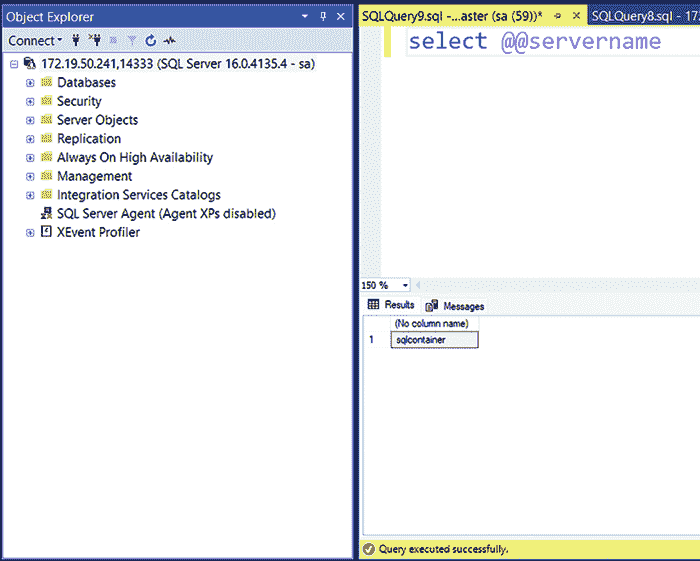 Object Explorer
Connect
172.19.50.241,14333 (SQL Server 16.0.4135.4 - sa)
Databases
Security
Server Objects
Replication
Always On High Availability
Management
Integration Services Catalogs
SQL Server Agent (Agent XPs disabled)
XEvent Profiler
SQLQuery9.sql -...aster (sa (59))*
SQLQuery8.sql - 17
select @@servername
150 %
Results Messages
(No column name)
1 sqlcontainer
Query executed successfully.